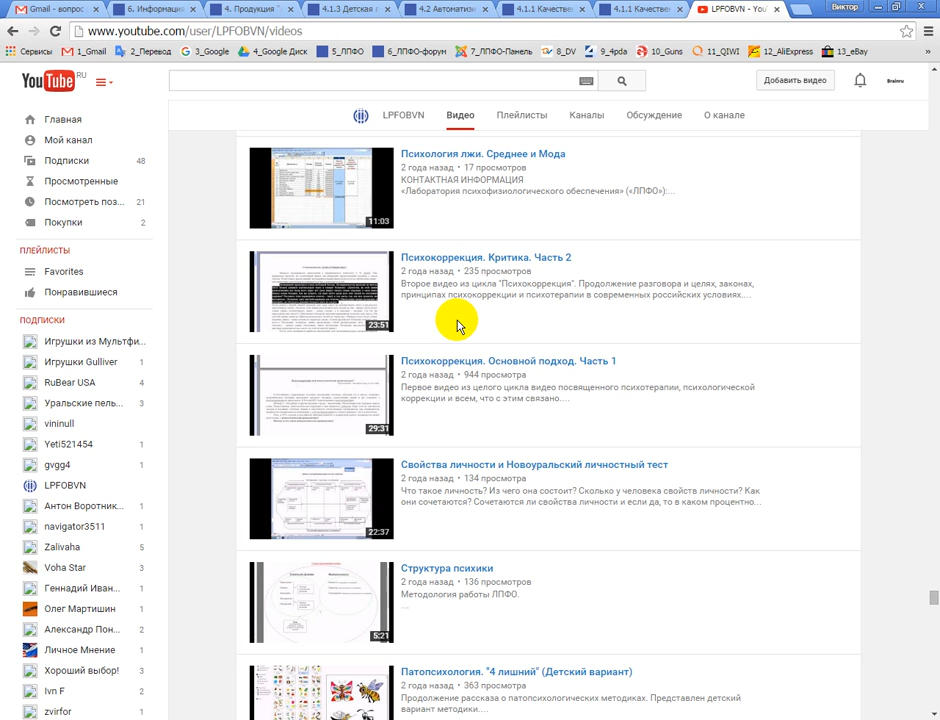 Gmail - вопрос
6. Информация
4. Продукция "
4.1.3 Детская п
4.2 Автоматиз
4.1.1 Качестве
4.1.1 Качестве
LPFOBVN - You
Виктор
www.youtube.com/user/LPFOBVN/videos
Сервисы
1_Gmail
2_Перевод
3_Google
4_Google Диск
5_ЛПФО
6_ЛПФО-форум
7_ЛПФО-Панель
8_DV
9_4pda
10_Guns
11_QIWI
12_AliExpress
13_eBay
»
YouTube RU
Добавить видео
Brainru
LPFOBVN
Видео
Плейлисты
Каналы
Обсуждение
О канале
Главная
Мой канал
Подписки 48
Просмотренные
Посмотреть поз... 21
Покупки 2
ПЛЕЙЛИСТЫ
Favorites
Понравившиеся
ПОДПИСКИ
Игрушки из Мультфи...
Игрушки Gulliver 1
RuBear USA 4
Уральские пель... 3
vininull
Yeti521454 1
gvgg4 1
LPFOBVN
Антон Воротник...
navigator3511 1
Zalivaha 5
Voha Star 3
Геннадий Иван... 1
Олег Мартишин 1
Александр Пон... 2
Личное Мнение 1
Хороший выбор! 3
Ivn F 2
zvirfor 1
11:03
Психология лжи. Среднее и Мода
2 года назад • 17 просмотров
КОНТАКТНАЯ ИНФОРМАЦИЯ
«Лаборатория психофизиологического обеспечения» («ЛПФО»):...
23:51
Психокоррекция. Критика. Часть 2
2 года назад • 235 просмотров
Второе видео из цикла "Психокоррекция". Продолжение разговора и целях, законах,
принципах психокоррекции и психотерапии в современных российских условиях....
29:31
Психокоррекция. Основной подход. Часть 1
2 года назад • 944 просмотра
Первое видео из целого цикла видео посвященного психотерапии, психологической
коррекции и всем, что с этим связано....
22:37
Свойства личности и Новоуральский личностный тест
2 года назад • 134 просмотра
Что такое личность? Из чего она состоит? Сколько у человека свойств личности? Как
они сочетаются? Сочетаются ли свойства личности и если да, то в каком процентно...
5:21
Структура психики
2 года назад • 136 просмотров
Методология работы ЛПФО.
...
Патопсихология. "4 лишний" (Детский вариант)
2 года назад • 363 просмотра
Продолжение рассказа о патопсихологических методиках. Представлен детский
вариант методики....